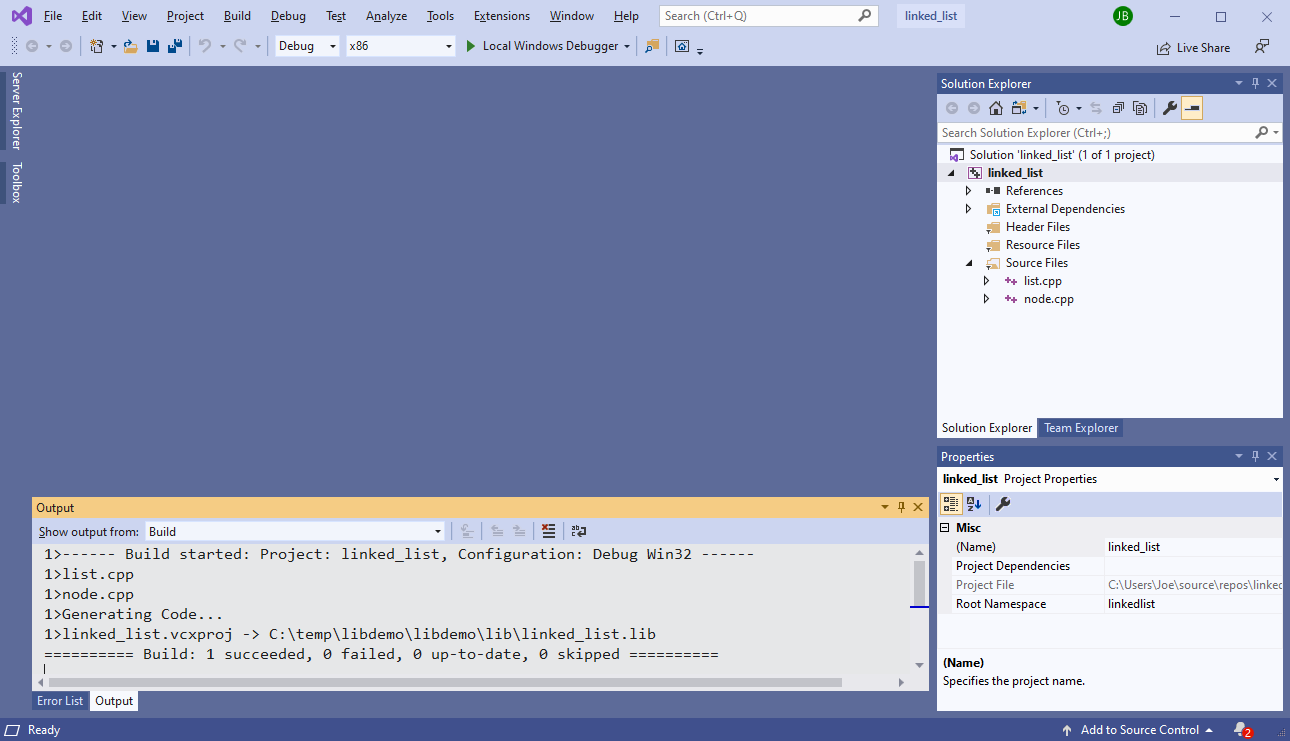 File Edit View Project Build Debug Test Analyze Tools Extensions Window Help Search (Ctrl+Q) linked_list JB
Debug x86 Local Windows Debugger Live Share
Server Explorer
Toolbox
Solution Explorer
Search Solution Explorer (Ctrl+;)
Solution 'linked_list' (1 of 1 project)
linked_list
References
External Dependencies
Header Files
Resource Files
Source Files
list.cpp
node.cpp
Solution Explorer Team Explorer
Properties
linked_list Project Properties
Misc
(Name) linked_list
Project Dependencies
Project File C:\Users\Joe\source\repos\linked
Root Namespace linkedlist
(Name)
Specifies the project name.
Output
Show output from: Build
1>------ Build started: Project: linked_list, Configuration: Debug Win32 ------
1>list.cpp
1>node.cpp
1>Generating Code...
1>linked_list.vcxproj -> C:\temp\libdemo\libdemo\lib\linked_list.lib
========== Build: 1 succeeded, 0 failed, 0 up-to-date, 0 skipped ==========
Error List Output
Ready Add to Source Control 2